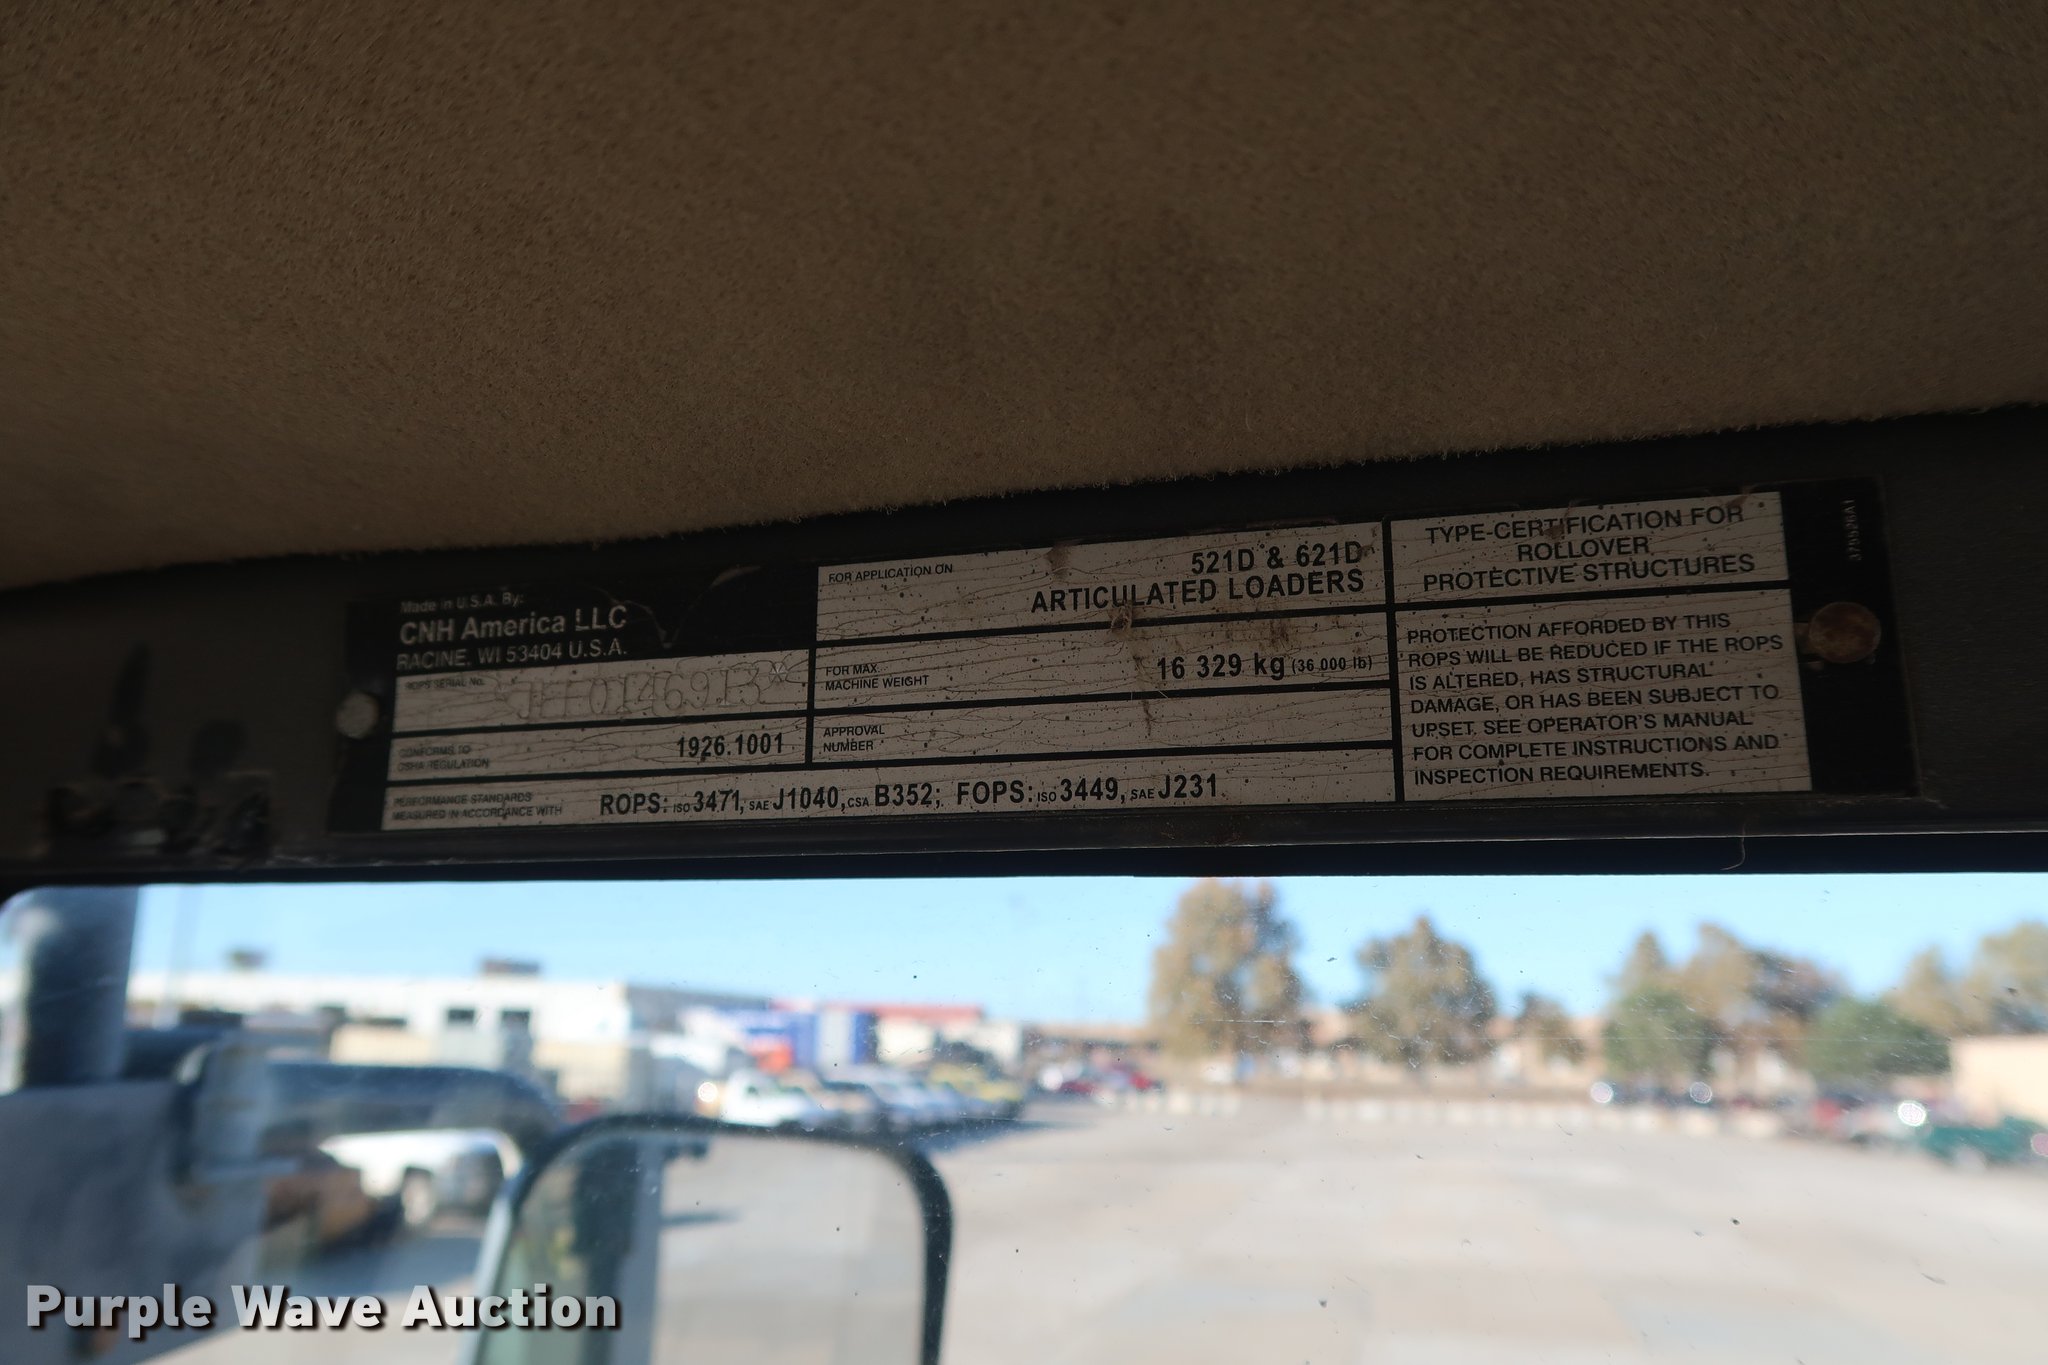 Made in U.S.A. By:
CNH America LLC
RACINE, WI 53404 U.S.A.
ROPS SERIAL No.
*JEE0146913*
CONFORMS TO
OSHA REGULATION
1926.1001
PERFORMANCE STANDARDS
MEASURED IN ACCORDANCE WITH
ROPS: ISO 3471, SAE J1040, CSA B352; FOPS: ISO 3449, SAE J231
FOR APPLICATION ON
521D & 621D
ARTICULATED LOADERS
FOR MAX.
MACHINE WEIGHT
16 329 kg (36 000 lb)
APPROVAL
NUMBER
TYPE-CERTIFICATION FOR
ROLLOVER
PROTECTIVE STRUCTURES
PROTECTION AFFORDED BY THIS
ROPS WILL BE REDUCED IF THE ROPS
IS ALTERED, HAS STRUCTURAL
DAMAGE, OR HAS BEEN SUBJECT TO
UPSET. SEE OPERATOR'S MANUAL
FOR COMPLETE INSTRUCTIONS AND
INSPECTION REQUIREMENTS.
375526A1
Purple Wave Auction